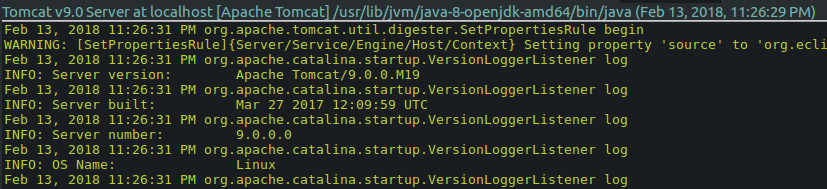 Tomcat v9.0 Server at localhost [Apache Tomcat] /usr/lib/jvm/java-8-openjdk-amd64/bin/java (Feb 13, 2018, 11:26:29 PM)
Feb 13, 2018 11:26:31 PM org.apache.tomcat.util.digester.SetPropertiesRule begin
WARNING: [SetPropertiesRule]{Server/Service/Engine/Host/Context} Setting property 'source' to 'org.ecli
Feb 13, 2018 11:26:31 PM org.apache.catalina.startup.VersionLoggerListener log
INFO: Server version:        Apache Tomcat/9.0.0.M19
Feb 13, 2018 11:26:31 PM org.apache.catalina.startup.VersionLoggerListener log
INFO: Server built:          Mar 27 2017 12:09:59 UTC
Feb 13, 2018 11:26:31 PM org.apache.catalina.startup.VersionLoggerListener log
INFO: Server number:         9.0.0.0
Feb 13, 2018 11:26:31 PM org.apache.catalina.startup.VersionLoggerListener log
INFO: OS Name:               Linux
Feb 13, 2018 11:26:31 PM org.apache.catalina.startup.VersionLoggerListener log